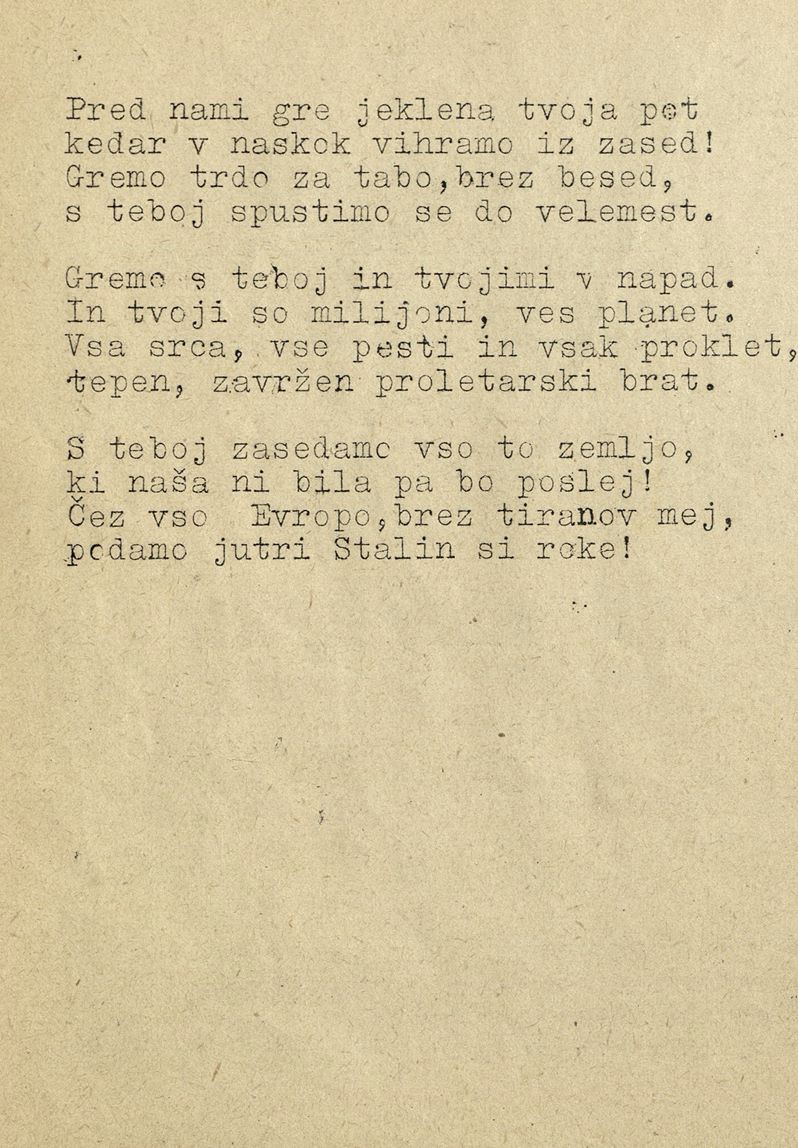 Pred nami gre jeklena tvoja pet
kedar v naskok vihramo iz zased!
Gremo trdo za tabo,brez besed,
s teboj spustimo se do velemest.
Gremo s teboj in tvojimi v napad.
In tvoji so milijoni, ves planet.
Vsa srca, vse pesti in vsak proklet,
tepen, zavržen proletarski brat.
S teboj zasedamo vso to zemljo,
ki naša ni bila pa bo poslej!
Čez vso Evropo,brez tiranov mej,
podamo jutri Stalin si roke!